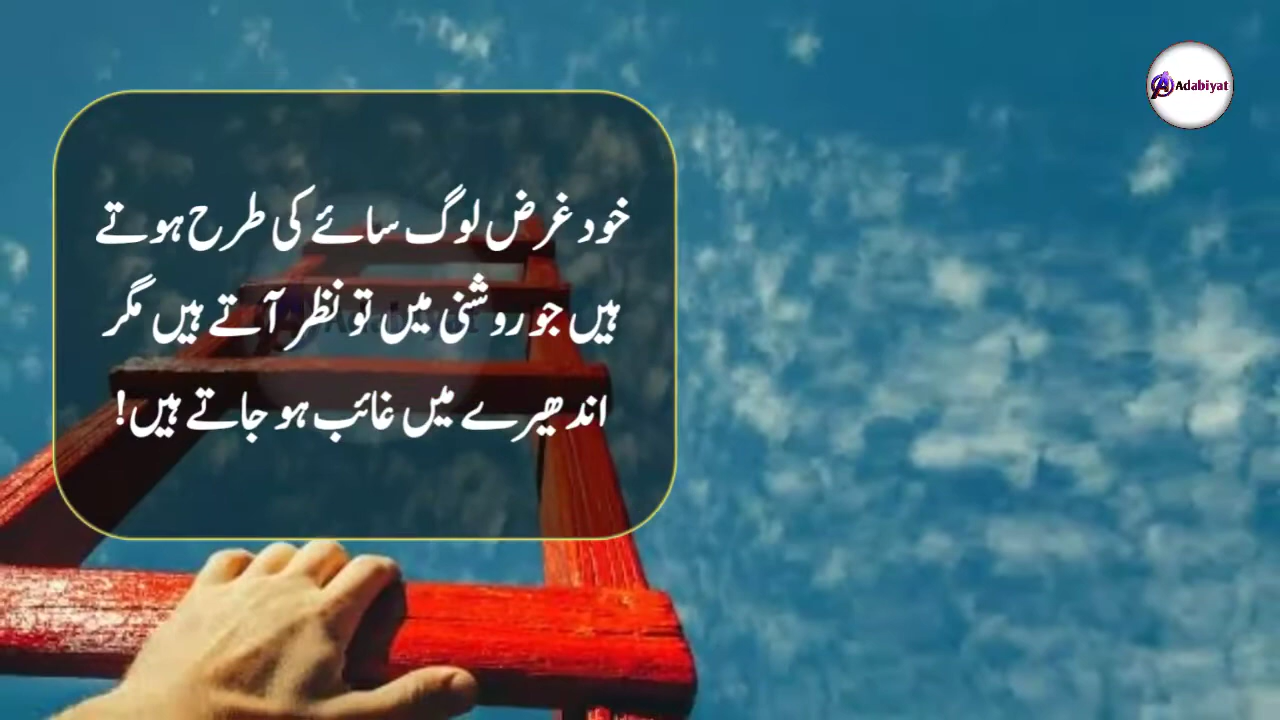 Adabiyat
خود غرض لوگ سائے کی طرح ہوتے
ہیں جو روشنی میں تو نظر آتے ہیں مگر
اندھیرے میں غائب ہو جاتے ہیں!